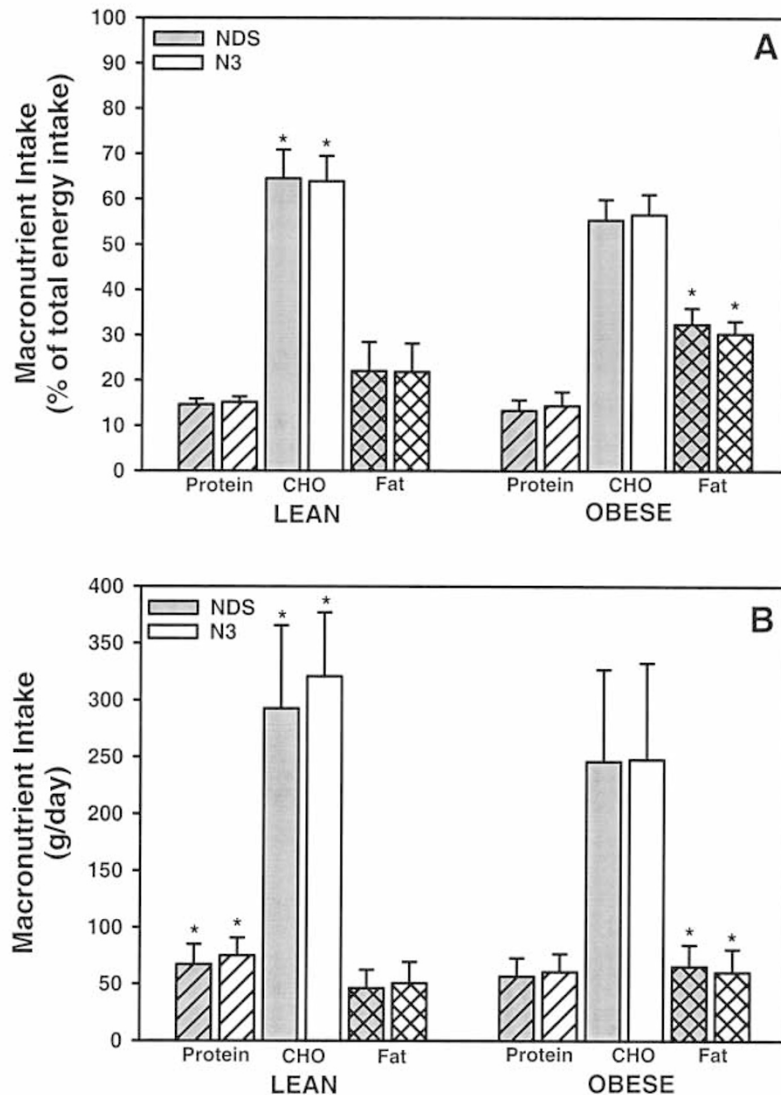 100
90
80
70
60
50
40
30
20
10
0
Macronutrient Intake
(% of total energy intake)
NDS
N3
A
* * * *
Protein CHO Fat Protein CHO Fat
LEAN OBESE
400
350
300
250
200
150
100
50
0
Macronutrient Intake
(g/day)
NDS
N3
B
* * * * * *
Protein CHO Fat Protein CHO Fat
LEAN OBESE